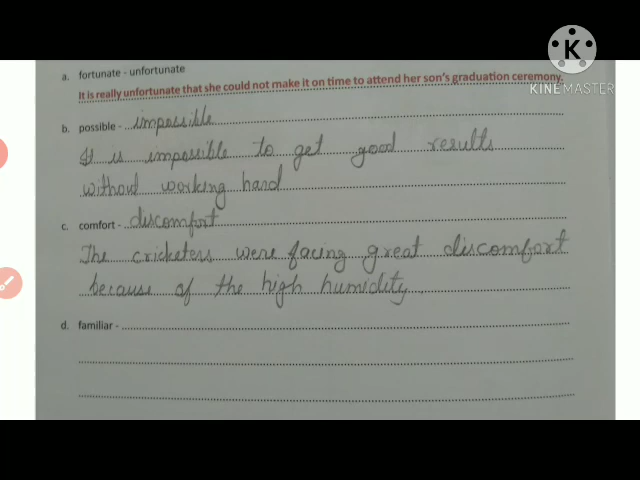 KINEMASTER
a. fortunate - unfortunate
It is really unfortunate that she could not make it on time to attend her son's graduation ceremony.
b. possible - impossible
It is impossible to get good results
without working hard
c. comfort - discomfort
The cricketers were facing great discomfort
because of the high humidity
d. familiar -